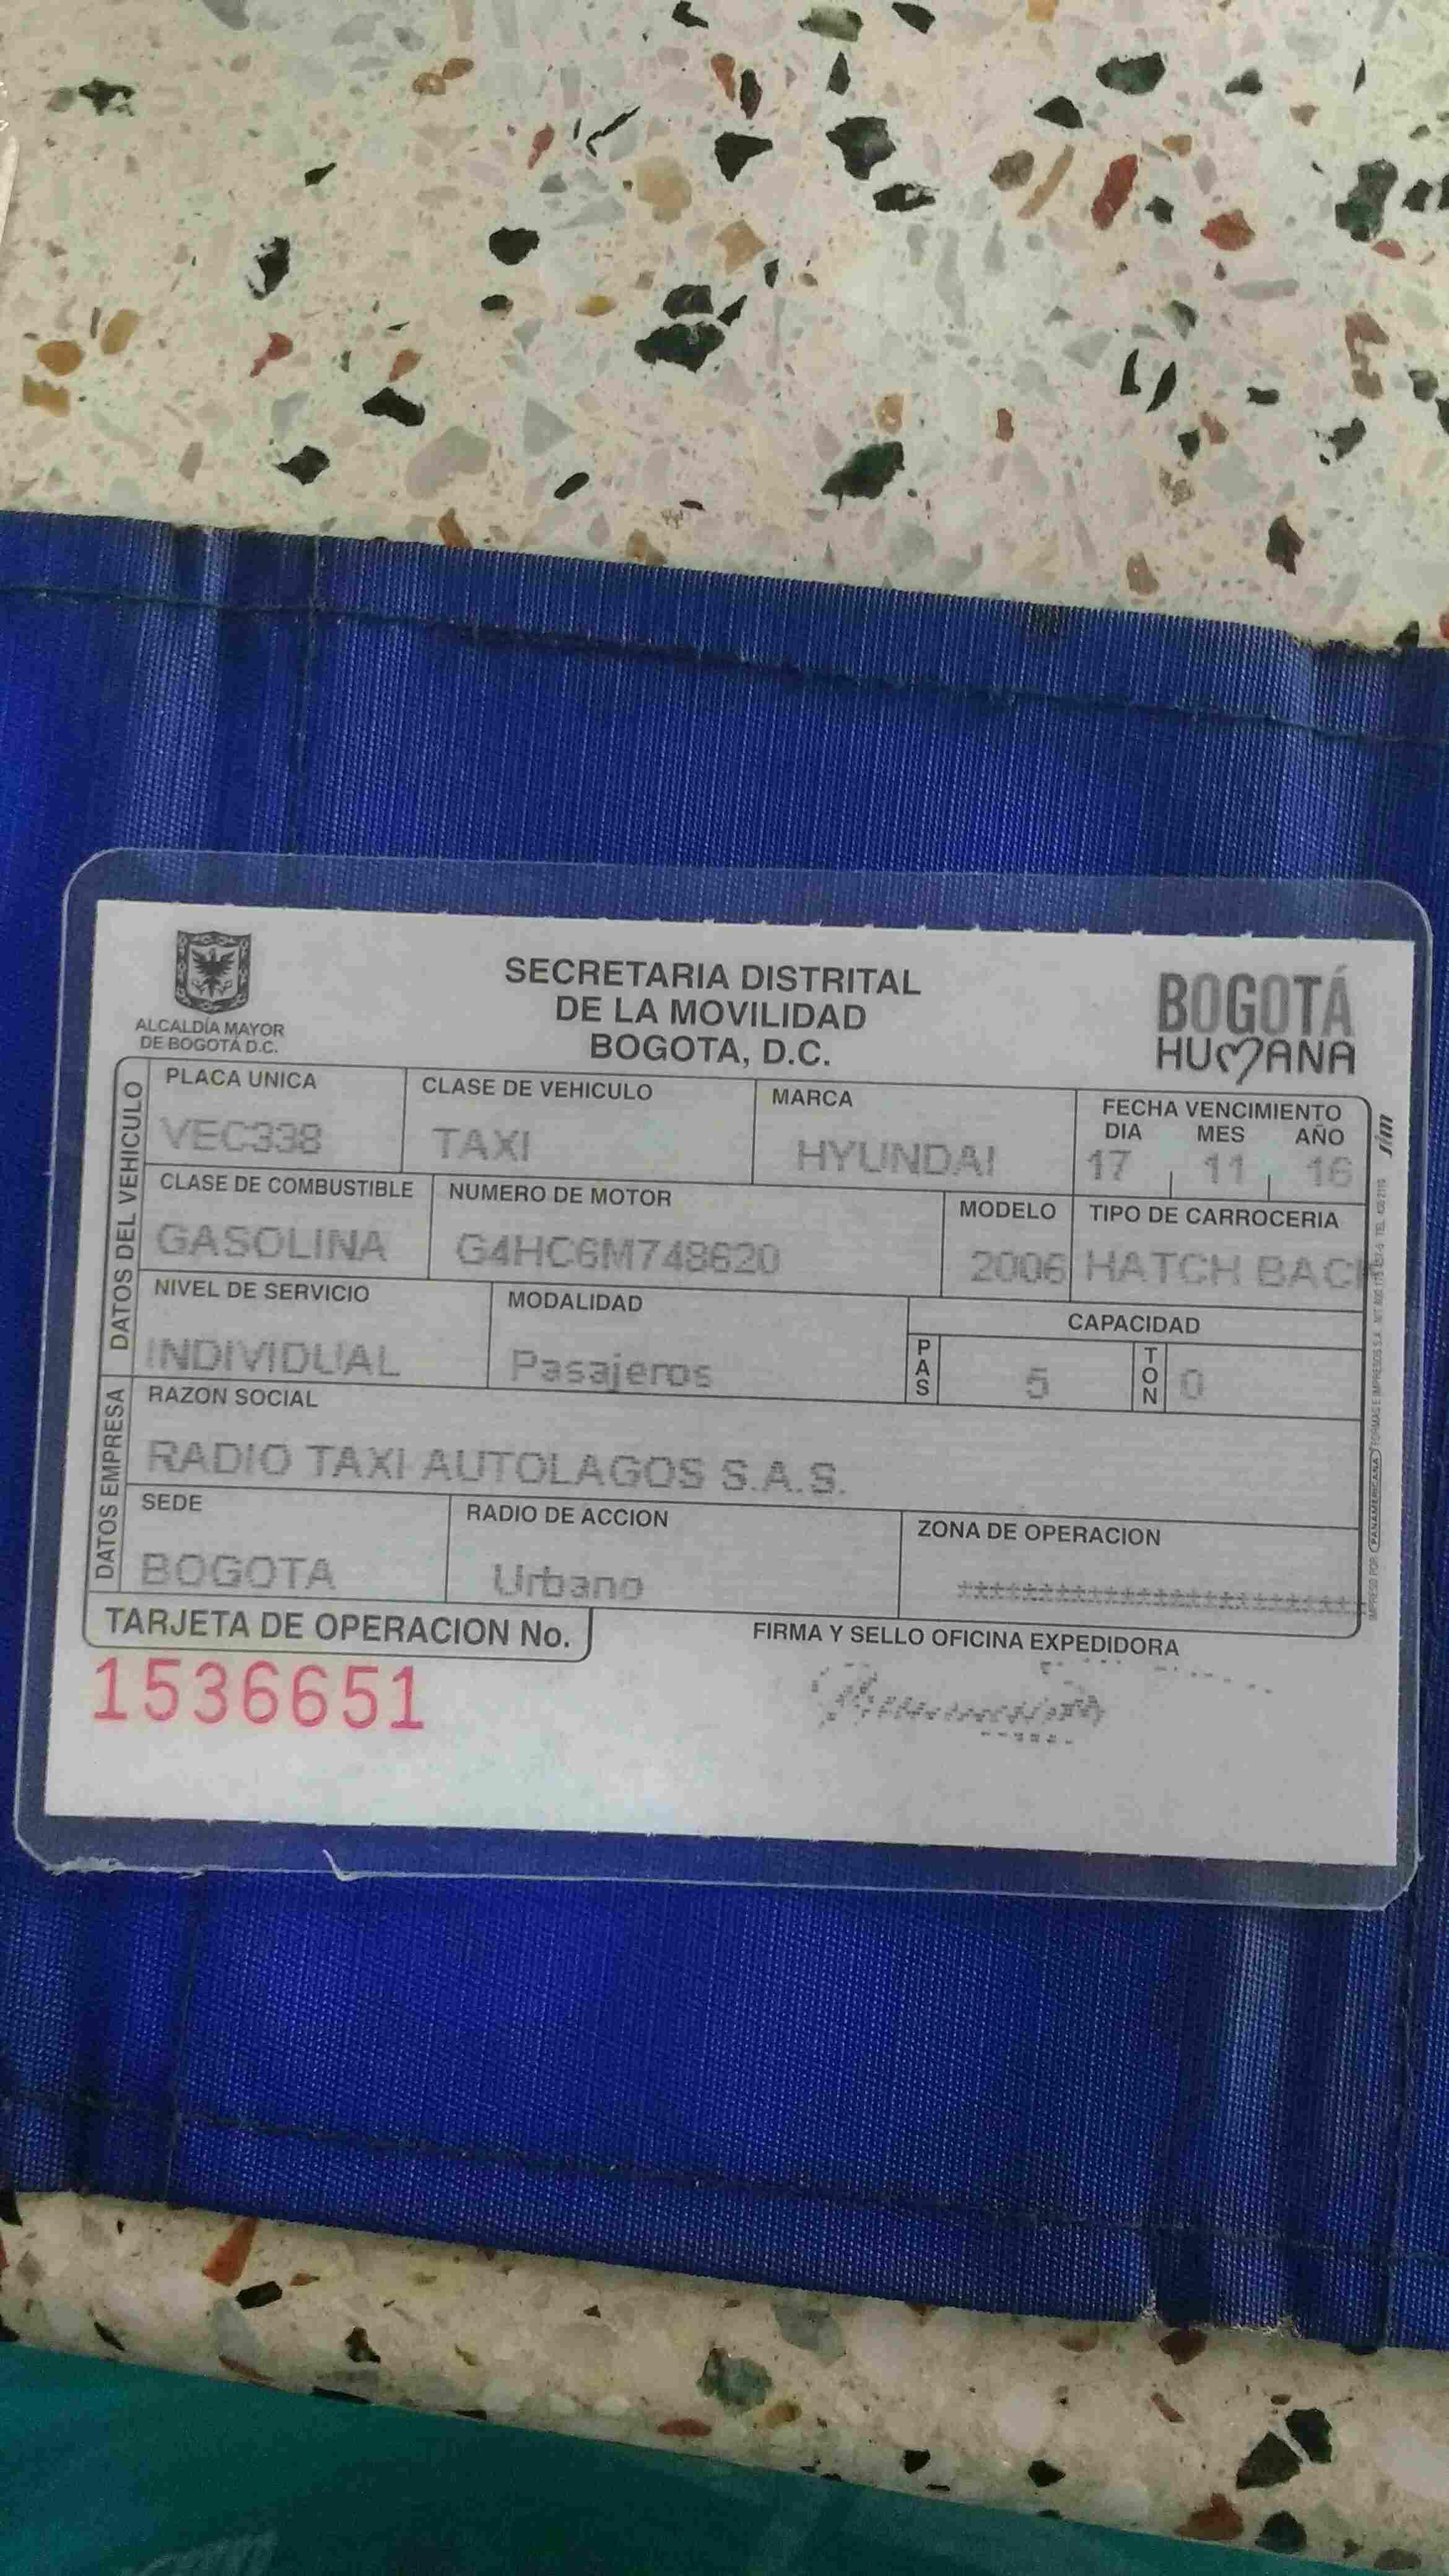 ALCALDÍA MAYOR
DE BOGOTÁ D.C.
SECRETARIA DISTRITAL
DE LA MOVILIDAD
BOGOTA, D.C.
BOGOTÁ
HUMANA
DATOS DEL VEHICULO
PLACA UNICA CLASE DE VEHICULO MARCA FECHA VENCIMIENTO
DIA MES AÑO
VEC338 TAXI HYUNDAI 17 11 16
CLASE DE COMBUSTIBLE NUMERO DE MOTOR MODELO TIPO DE CARROCERIA
GASOLINA G4HC6M748620 2006 HATCH BACK
NIVEL DE SERVICIO MODALIDAD CAPACIDAD
INDIVIDUAL Pasajeros PAS 5 TON 0
DATOS EMPRESA
RAZON SOCIAL
RADIO TAXI AUTOLAGOS S.A.S.
SEDE RADIO DE ACCION ZONA DE OPERACION
BOGOTA Urbano ****************************
TARJETA DE OPERACION No. FIRMA Y SELLO OFICINA EXPEDIDORA
1536651
IMPRESO POR PANAMERICANA FORMAS E IMPRESOS S.A.